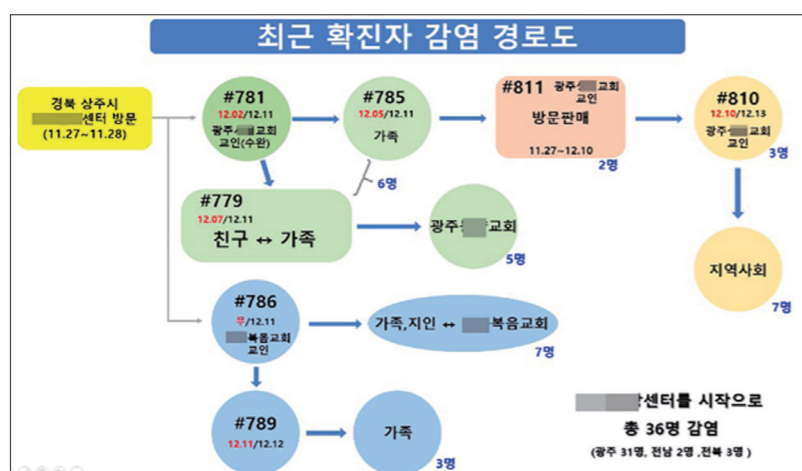 최근 확진자 감염 경로도
경북 상주시
센터 방문
(11.27~11.28)
#781
12.02/12.11
광주 교회
교인(수완)
#785
12.05/12.11
가족
6명
#811 광주 교회
교인
방문판매
11.27~12.10
2명
#810
12.10/12.13
광주 교회
교인
3명
#779
12.07/12.11
친구 ↔ 가족
광주 교회
5명
지역사회
7명
#786
무/12.11
복음교회
교인
가족,지인 ↔ 복음교회
7명
#789
12.11/12.12
가족
3명
센터를 시작으로
총 36명 감염
(광주 31명, 전남 2명 ,전북 3명 )